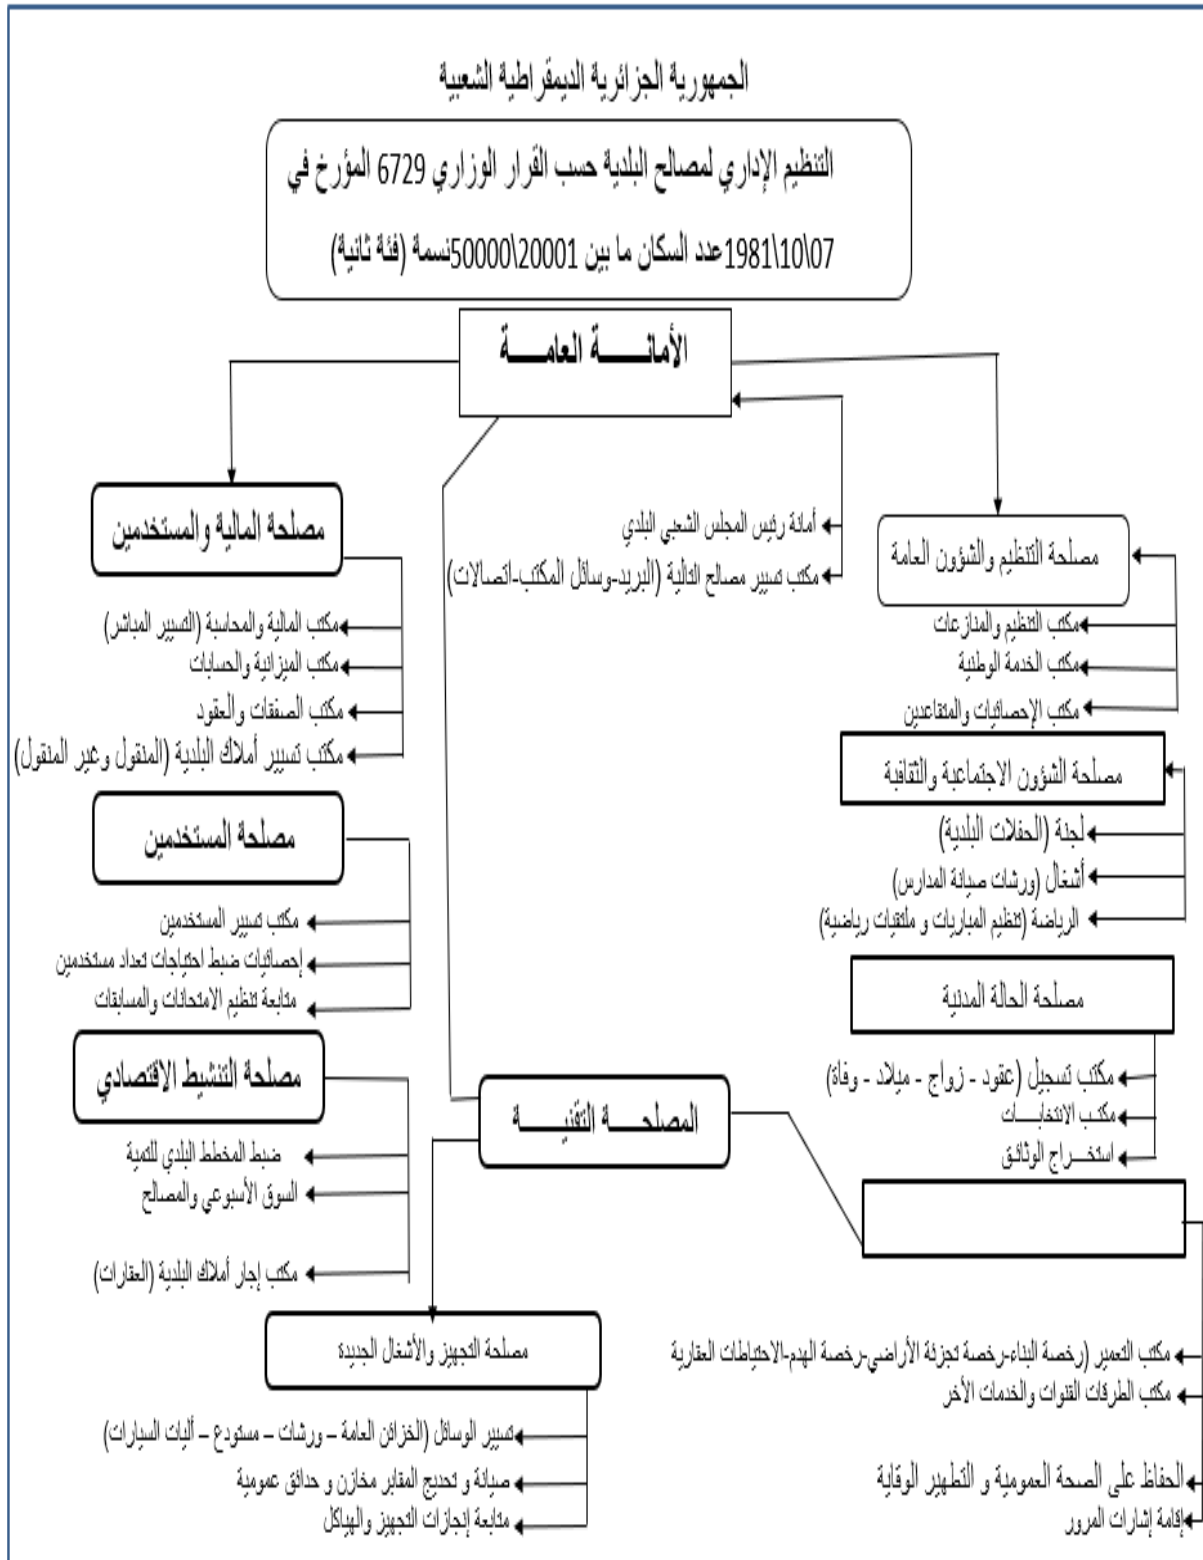 الجمهورية الجزائرية الديمقراطية الشعبية
التنظيم الإداري لمصالح البلدية حسب القرار الوزاري 6729 المؤرخ في
07\10\1981عدد السكان ما بين 20001\50000نسمة (فئة ثانية)
الأمانـــــة العامـــة
أمانة رئيس المجلس الشعبي البلدي
مكتب تسيير مصالح التالية (البريد-وسائل المكتب-اتصالات)
مصلحة التنظيم والشؤون العامة
مكتب التنظيم والمنازعات
مكتب الخدمة الوطنية
مكتب الإحصائيات والمتقاعدين
مصلحة الشؤون الاجتماعية والثقافية
لجنة (الحفلات البلدية)
أشغال (ورشات صيانة المدارس)
الرياضة (تنظيم المباريات و ملتقيات رياضية)
مصلحة الحالة المدنية
مكتب تسجيل (عقود - زواج - ميلاد - وفاة)
مكتب الانتخابـــات
استخـــراج الوثائق
مكتب التعمير (رخصة البناء-رخصة تجزئة الأراضي-رخصة الهدم-الاحتياطات العقارية
مكتب الطرقات القنوات والخدمات الأخر
الحفاظ على الصحة العمومية و التطهير الوقاية
إقامة إشارات المرور
مصلحة المالية والمستخدمين
مكتب المالية والمحاسبة (التسيير المباشر)
مكتب الميزانية والحسابات
مكتب الصفقات والعقود
مكتب تسيير أملاك البلدية (المنقول وغير المنقول)
مصلحة المستخدمين
مكتب تسيير المستخدمين
إحصائيات ضبط احتياجات تعداد مستخدمين
متابعة تنظيم الامتحانات والمسابقات
مصلحة التنشيط الاقتصادي
ضبط المخطط البلدي للتمية
السوق الأسبوعي والمصالح
مكتب إجار أملاك البلدية (العقارات)
المصلحـــة التقنيـــة
مصلحة التجهيز والأشغال الجديدة
تسيير الوسائل (الخزائن العامة – ورشات – مستودع – أليات السيارات)
صيانة و تحديج المقابر مخازن و حدائق عمومية
متابعة إنجازات التجهيز والهياكل